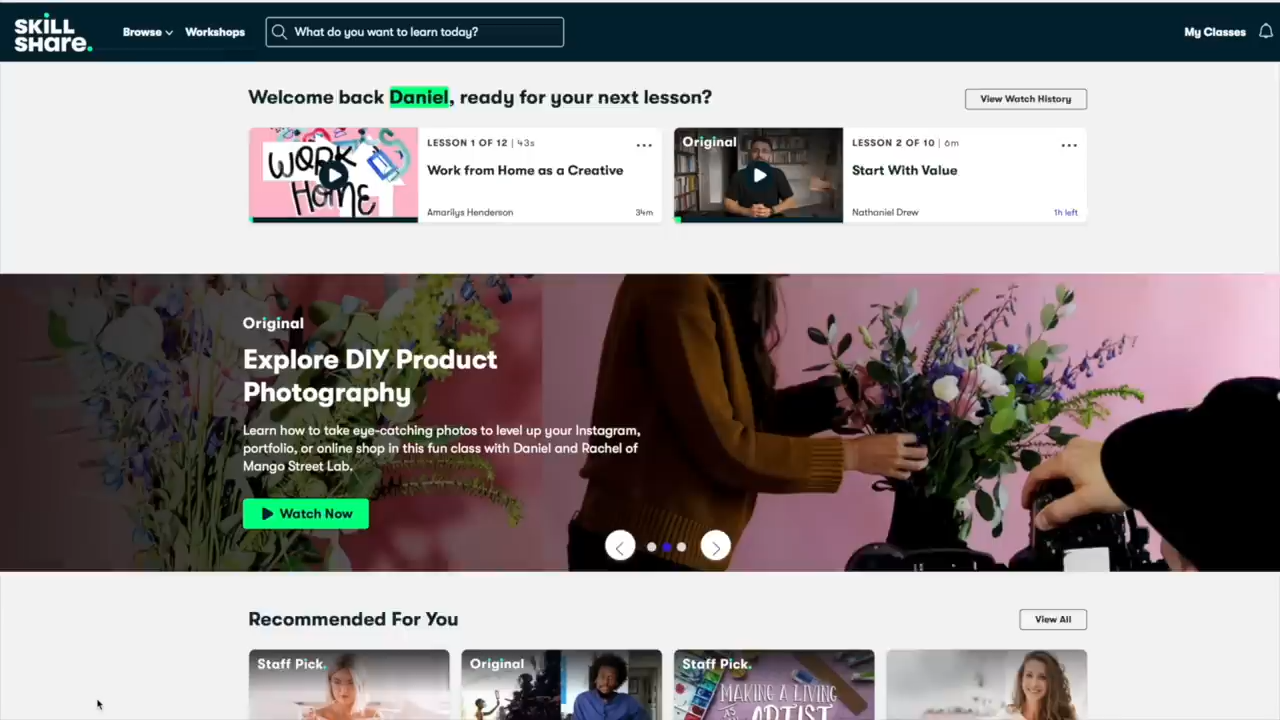 SKiLL
SHare.
Browse
Workshops
What do you want to learn today?
My Classes
Welcome back Daniel, ready for your next lesson?
View Watch History
WORK
HOME
LESSON 1 OF 12 | 43s
Work from Home as a Creative
Amarilys Henderson
34m
Original
LESSON 2 OF 10 | 6m
Start With Value
Nathaniel Drew
1h left
Original
Explore DIY Product
Photography
Learn how to take eye-catching photos to level up your Instagram,
portfolio, or online shop in this fun class with Daniel and Rachel of
Mango Street Lab.
Watch Now
Recommended For You
View All
Staff Pick.
Original
Staff Pick.
MAKING A LIVING
AS AN
ARTIST